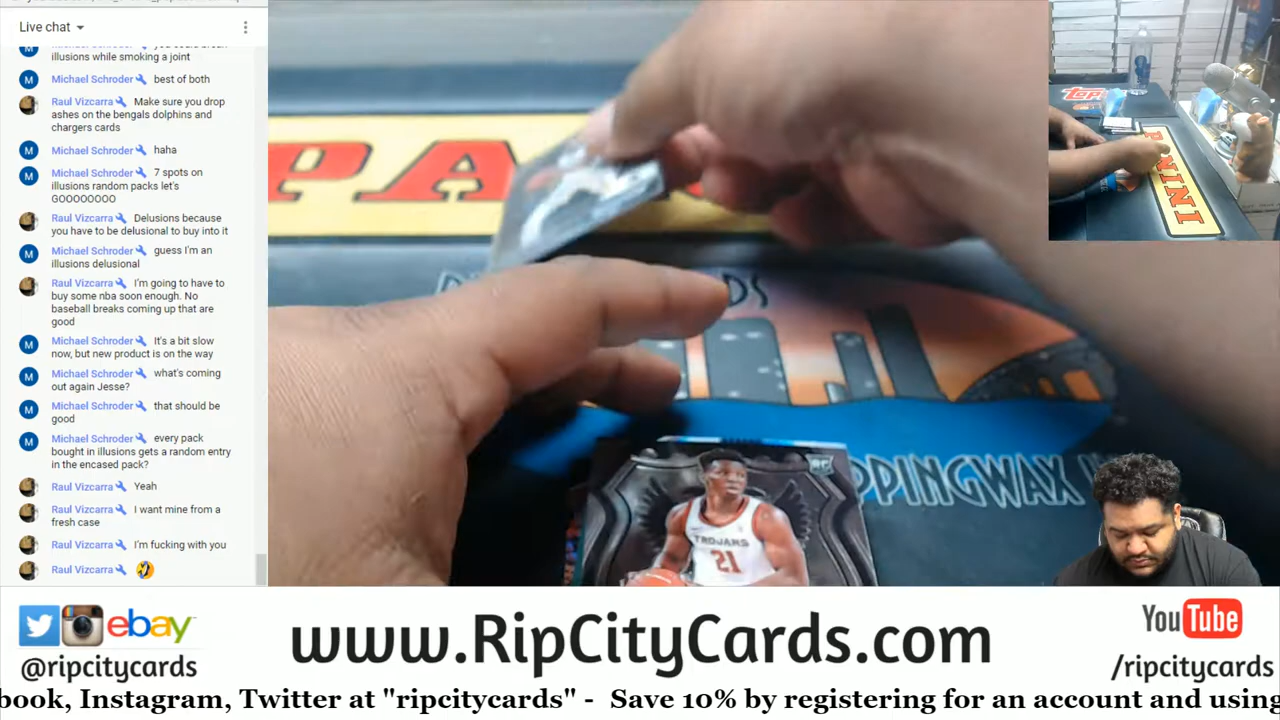 Live chat
illusions while smoking a joint
Michael Schroder best of both
Raul Vizcarra Make sure you drop
ashes on the bengals dolphins and
chargers cards
Michael Schroder haha
Michael Schroder 7 spots on
illusions random packs let's
GOOOOOOOO
Raul Vizcarra Delusions because
you have to be delusional to buy into it
Michael Schroder guess I'm an
illusions delusional
Raul Vizcarra I'm going to have to
buy some nba soon enough. No
baseball breaks coming up that are
good
Michael Schroder It's a bit slow
now, but new product is on the way
Michael Schroder what's coming
out again Jesse?
Michael Schroder that should be
good
Michael Schroder every pack
bought in illusions gets a random entry
in the encased pack?
Raul Vizcarra Yeah
Raul Vizcarra I want mine from a
fresh case
Raul Vizcarra I'm fucking with you
Raul Vizcarra
PA
DS
PPINGWAX
TROJANS
21
RC
TOPP
PANINI
ebay
@ripcitycards
www.RipCityCards.com
YouTube
/ripcitycards
book, Instagram, Twitter at "ripcitycards" - Save 10% by registering for an account and using